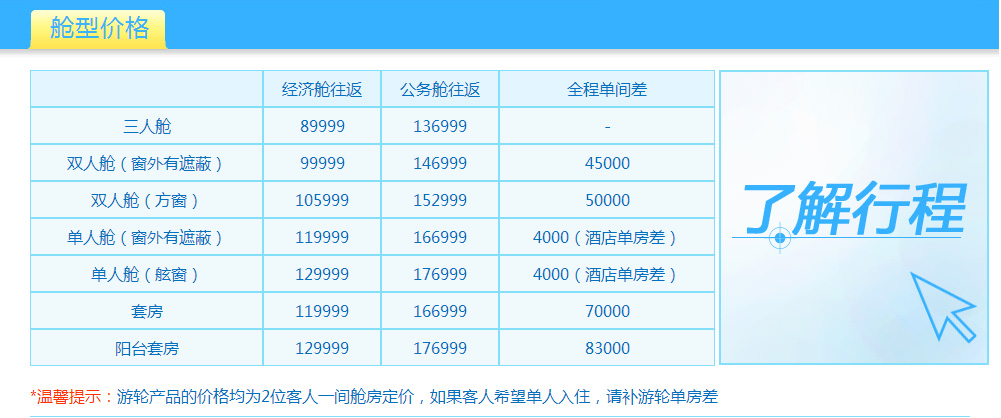 舱型价格
经济舱往返 公务舱往返 全程单间差
三人舱 89999 136999 -
双人舱（窗外有遮蔽） 99999 146999 45000
双人舱（方窗） 105999 152999 50000
单人舱（窗外有遮蔽） 119999 166999 4000（酒店单房差）
单人舱（舷窗） 129999 176999 4000（酒店单房差）
套房 119999 166999 70000
阳台套房 129999 176999 83000
了解行程
*温馨提示：游轮产品的价格均为2位客人一间舱房定价，如果客人希望单人入住，请补游轮单房差